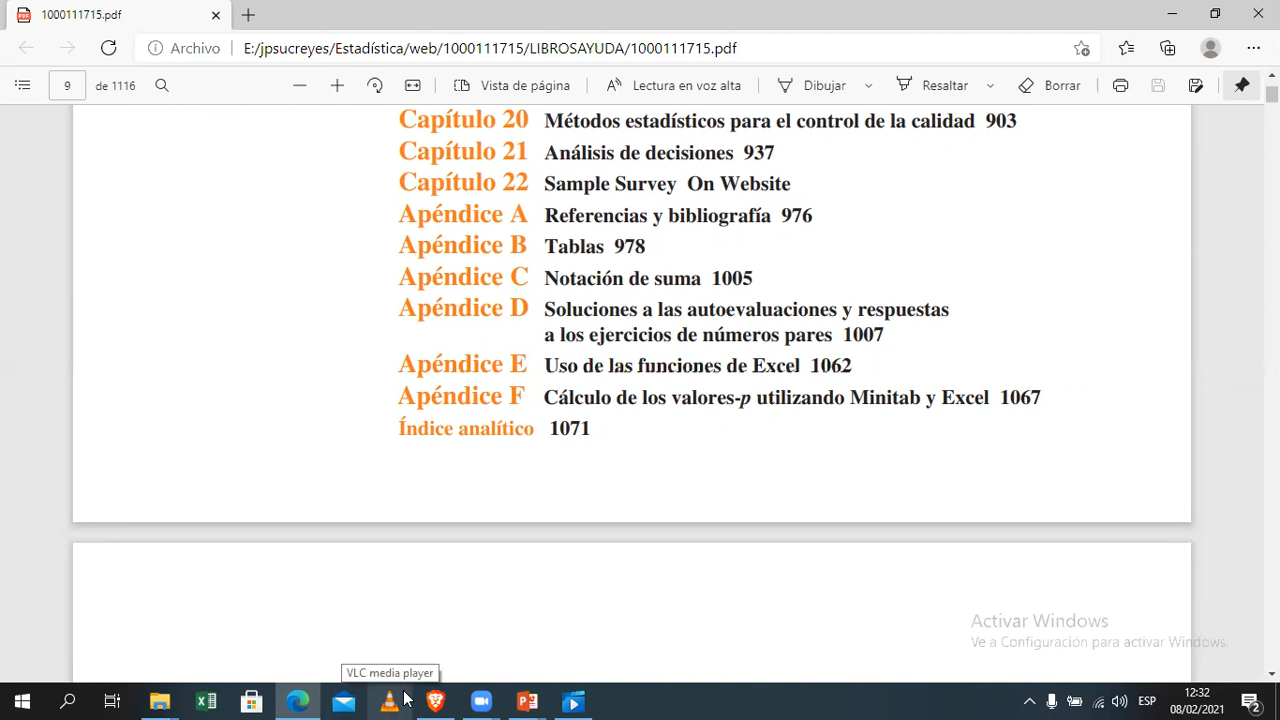 1000111715.pdf
Archivo E:/jpsucreyes/Estadística/web/1000111715/LIBROSAYUDA/1000111715.pdf
9 de 1116 Vista de página Lectura en voz alta Dibujar Resaltar Borrar
Capítulo 20 Métodos estadísticos para el control de la calidad 903
Capítulo 21 Análisis de decisiones 937
Capítulo 22 Sample Survey On Website
Apéndice A Referencias y bibliografía 976
Apéndice B Tablas 978
Apéndice C Notación de suma 1005
Apéndice D Soluciones a las autoevaluaciones y respuestas
a los ejercicios de números pares 1007
Apéndice E Uso de las funciones de Excel 1062
Apéndice F Cálculo de los valores-p utilizando Minitab y Excel 1067
Índice analítico 1071
Activar Windows
Ve a Configuración para activar Windows.
VLC media player
ESP 12:32
08/02/2021 2